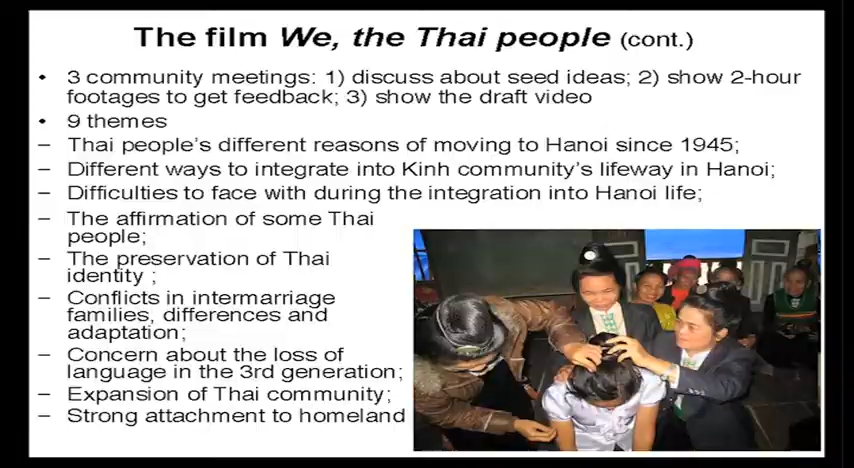 The film We, the Thai people (cont.)
• 3 community meetings: 1) discuss about seed ideas; 2) show 2-hour
footages to get feedback; 3) show the draft video
• 9 themes
– Thai people's different reasons of moving to Hanoi since 1945;
– Different ways to integrate into Kinh community's lifeway in Hanoi;
– Difficulties to face with during the integration into Hanoi life;
– The affirmation of some Thai
people;
– The preservation of Thai
identity ;
– Conflicts in intermarriage
families, differences and
adaptation;
– Concern about the loss of
language in the 3rd generation;
– Expansion of Thai community;
– Strong attachment to homeland